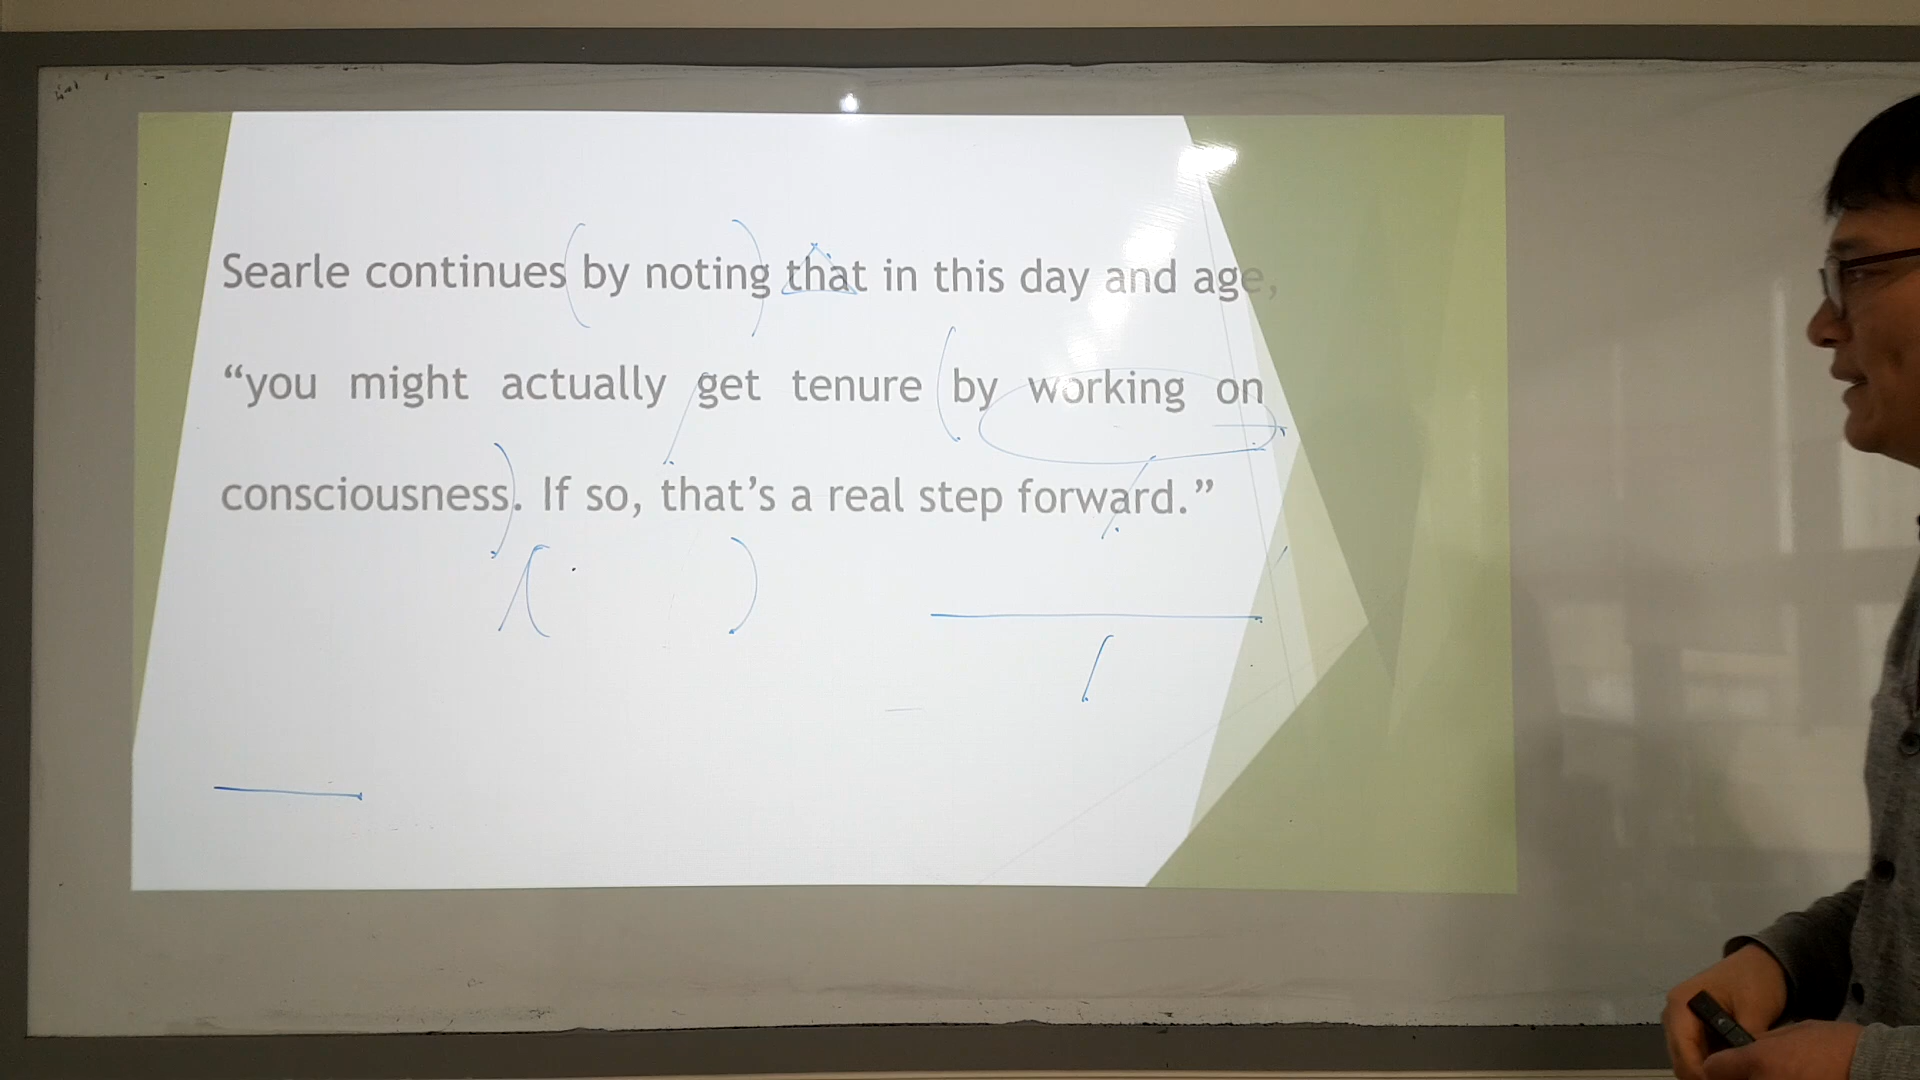 Searle continues by noting that in this day and age,
“you might actually get tenure by working on
consciousness. If so, that’s a real step forward.”